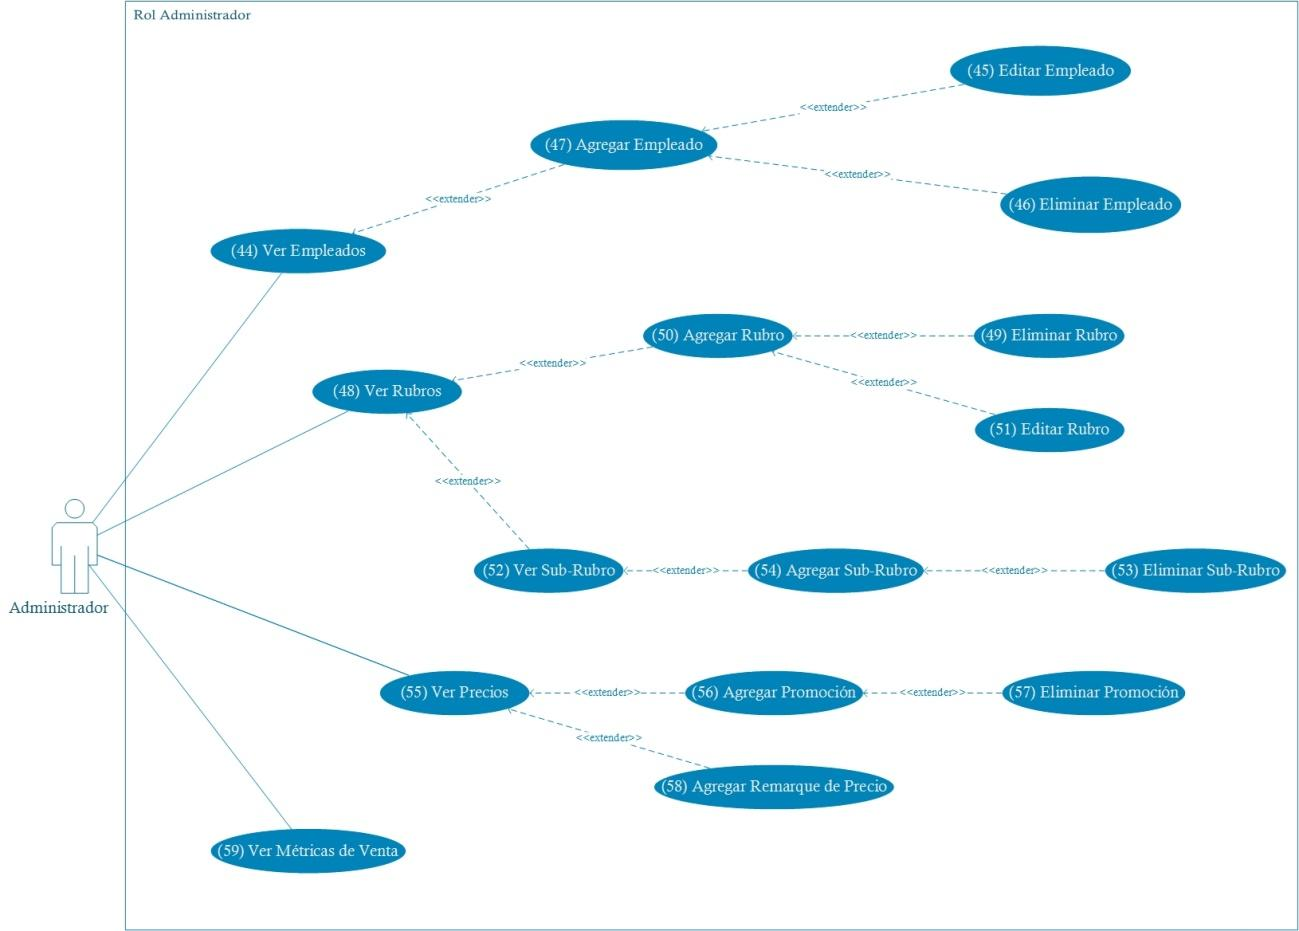 Rol Administrador
(45) Editar Empleado
<<extender>>
(47) Agregar Empleado
<<extender>>
(46) Eliminar Empleado
<<extender>>
(44) Ver Empleados
(50) Agregar Rubro
<<extender>>
(49) Eliminar Rubro
<<extender>>
(48) Ver Rubros
<<extender>>
(51) Editar Rubro
<<extender>>
(52) Ver Sub-Rubro
<<extender>>
(54) Agregar Sub-Rubro
<<extender>>
(53) Eliminar Sub-Rubro
Administrador
(55) Ver Precios
<<extender>>
(56) Agregar Promoción
<<extender>>
(57) Eliminar Promoción
<<extender>>
(58) Agregar Remarque de Precio
(59) Ver Métricas de Venta